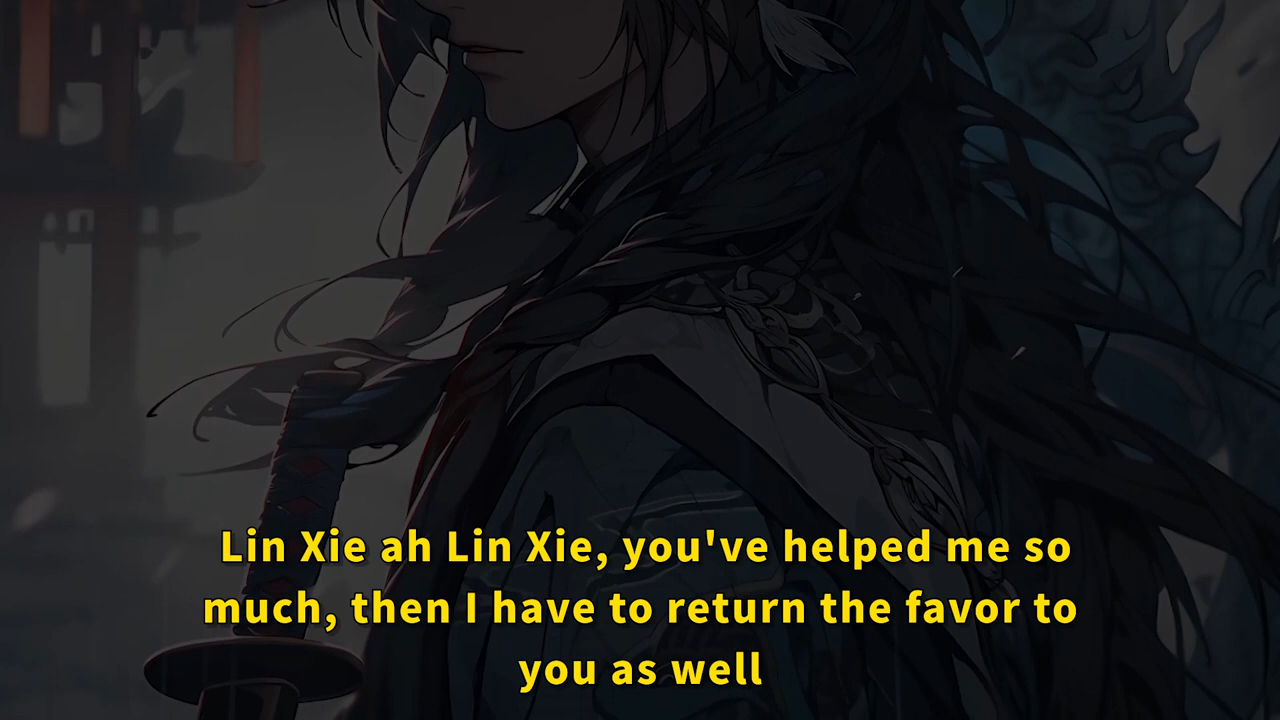 Lin Xie ah Lin Xie, you've helped me so
much, then I have to return the favor to
you as well